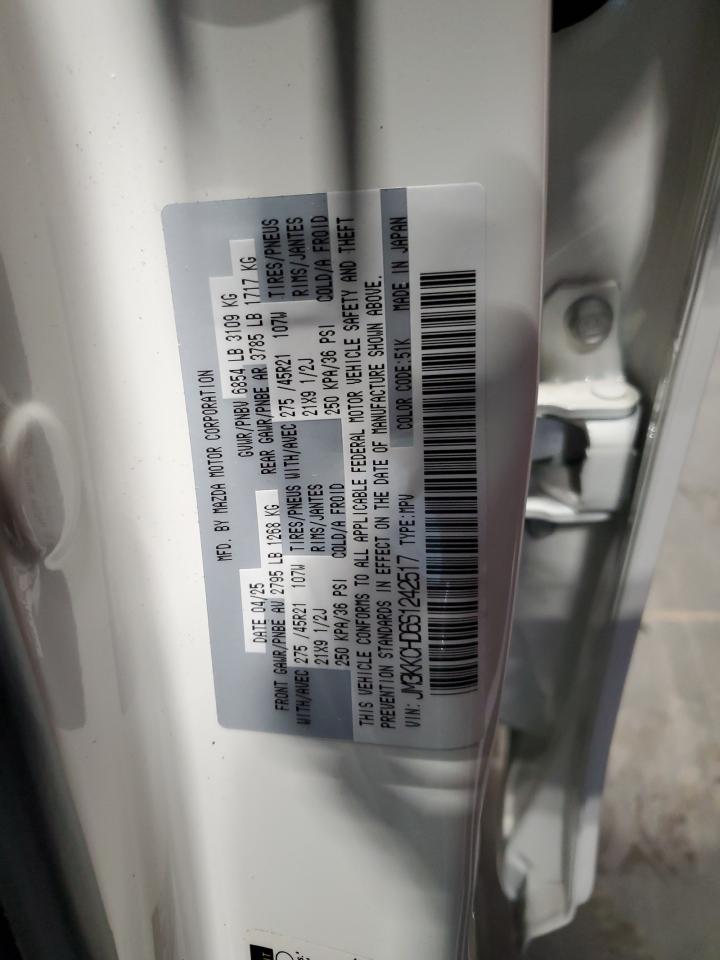 MFD. BY MAZDA MOTOR CORPORATION
DATE 04/25 GVWR/PNBV 6854 LB 3109 KG
FRONT GAWR/PNBE AV 2795 LB 1268 KG REAR GAWR/PNBE AR 3785 LB 1717 KG
WITH/AVEC 275 /45R21 107W TIRES/PNEUS WITH/AVEC 275 /45R21 107W TIRES/PNEUS
21X9 1/2J RIMS/JANTES 21X9 1/2J RIMS/JANTES
250 KPA/36 PSI COLD/A FROID 250 KPA/36 PSI COLD/A FROID
THIS VEHICLE CONFORMS TO ALL APPLICABLE FEDERAL MOTOR VEHICLE SAFETY AND THEFT
PREVENTION STANDARDS IN EFFECT ON THE DATE OF MANUFACTURE SHOWN ABOVE.
VIN: JM3KKCHD6S1242517 TYPE:MPV COLOR CODE:51K MADE IN JAPAN